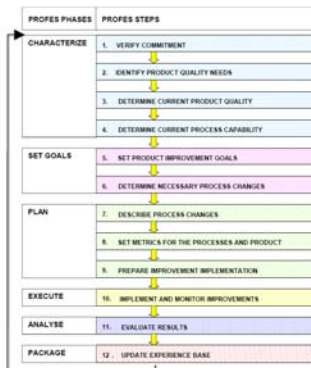 PROFES PHASES PROFES STEPS
CHARACTERIZE
1. VERIFY COMMITMENT
2. IDENTIFY PRODUCT QUALITY NEEDS
3. DETERMINE CURRENT PRODUCT QUALITY
4. DETERMINE CURRENT PROCESS CAPABILITY
SET GOALS
5. SET PRODUCT IMPROVEMENT GOALS
6. DETERMINE NECESSARY PROCESS CHANGES
PLAN
7. DESCRIBE PROCESS CHANGES
8. SET METRICS FOR THE PROCESSES AND PRODUCT
9. PREPARE IMPROVEMENT IMPLEMENTATION
EXECUTE
10. IMPLEMENT AND MONITOR IMPROVEMENTS
ANALYSE
11. EVALUATE RESULTS
PACKAGE
12. UPDATE EXPERIENCE BASE